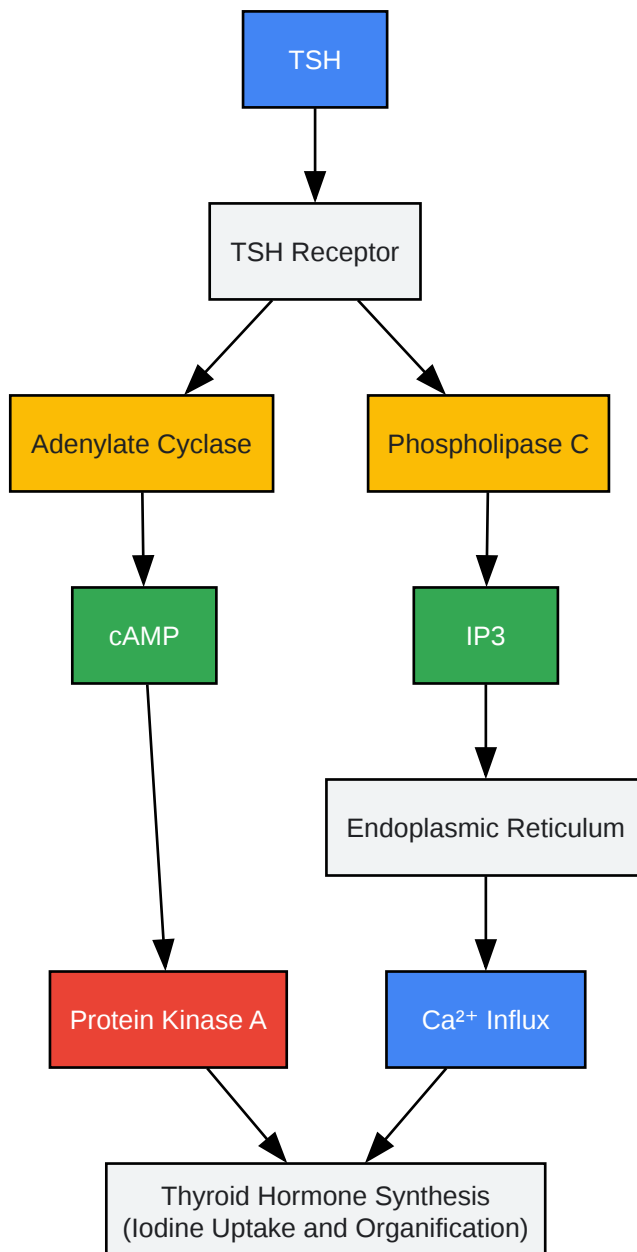 TSH
TSH Receptor
Adenylate Cyclase
Phospholipase C
cAMP
IP3
Endoplasmic Reticulum
Protein Kinase A
Ca²⁺ Influx
Thyroid Hormone Synthesis
(Iodine Uptake and Organification)